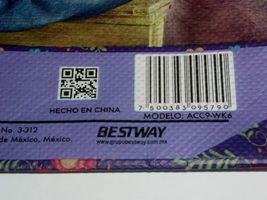 HECHO EN CHINA
7 500383 095790
MODELO: ACC9-WK6
No. 3-312
de México, México.
BESTWAY
www.grupobestway.com.mx